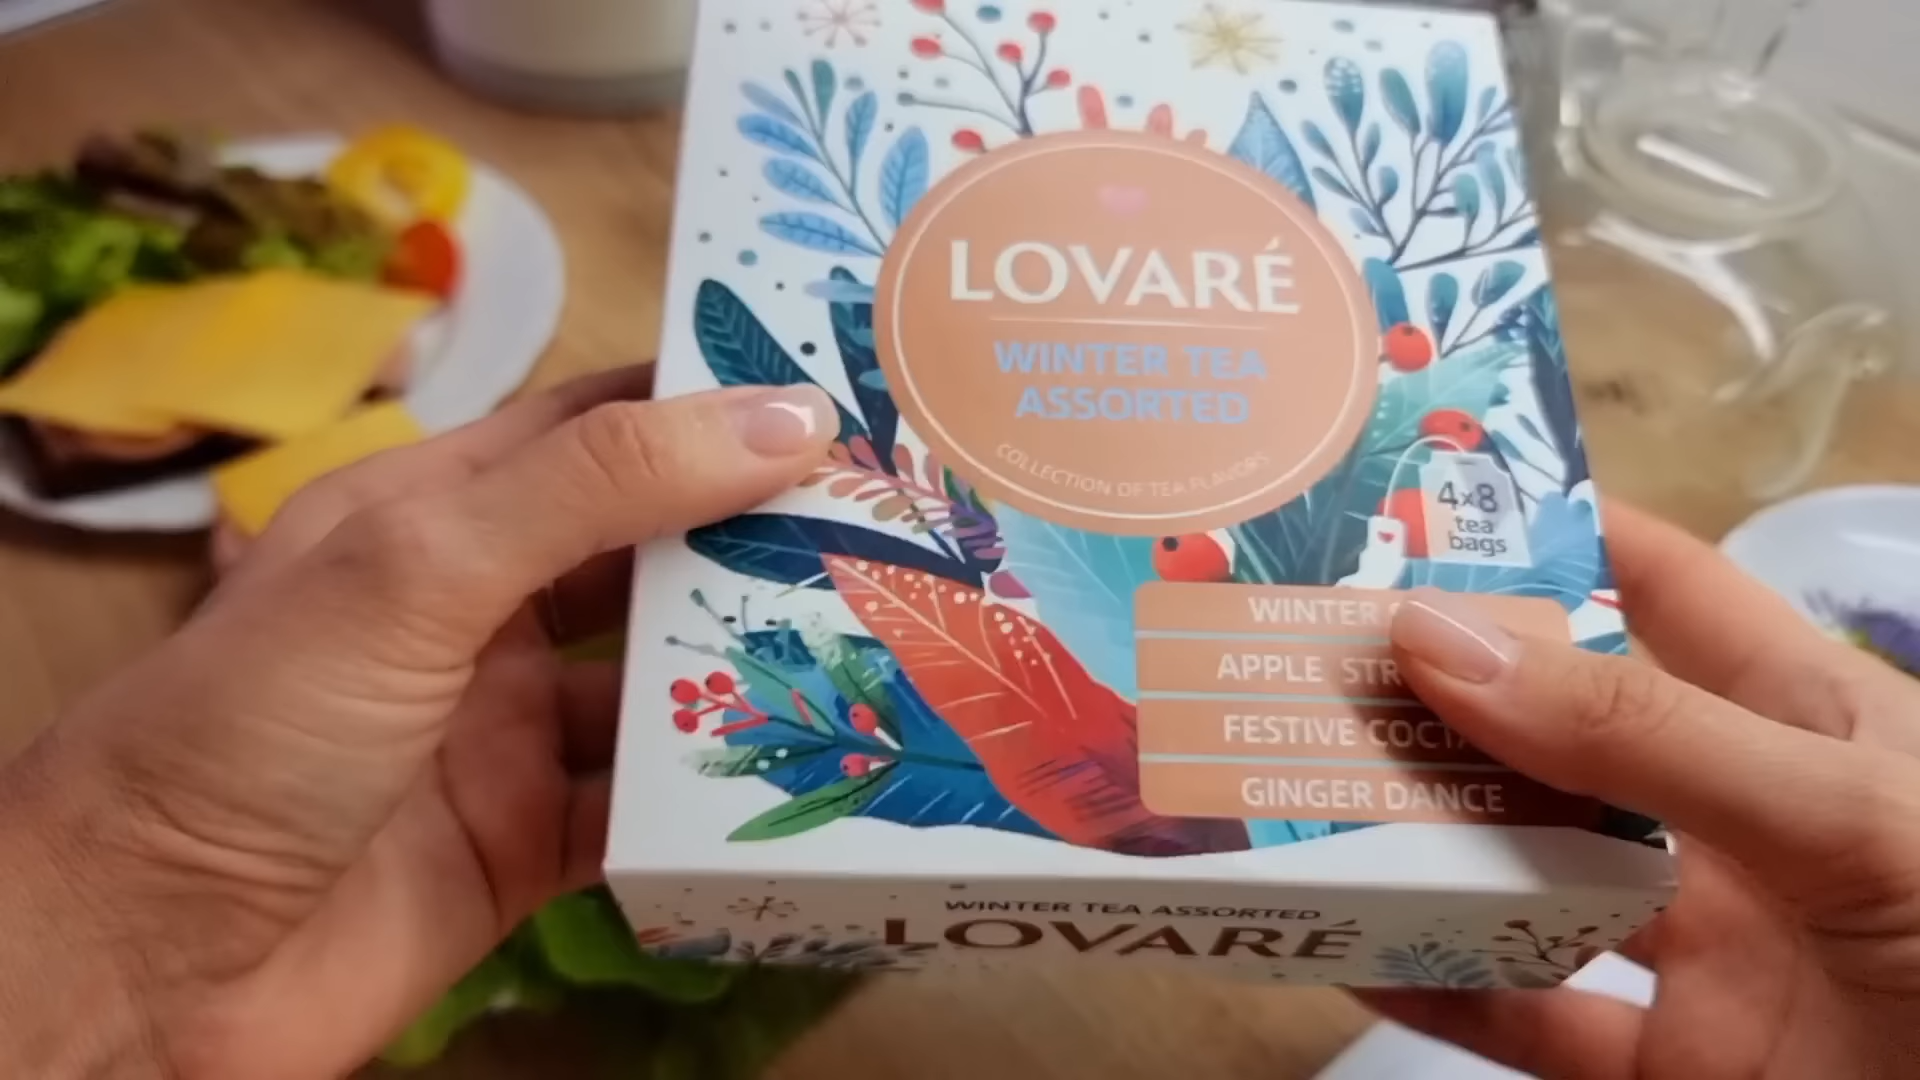 LOVARÉ
WINTER TEA
ASSORTED
COLLECTION OF TEA FLAVORS
4x8
tea
bags
WINTER
APPLE
FESTIVE
GINGER DANCE
WINTER TEA ASSORTED
LOVARÉ